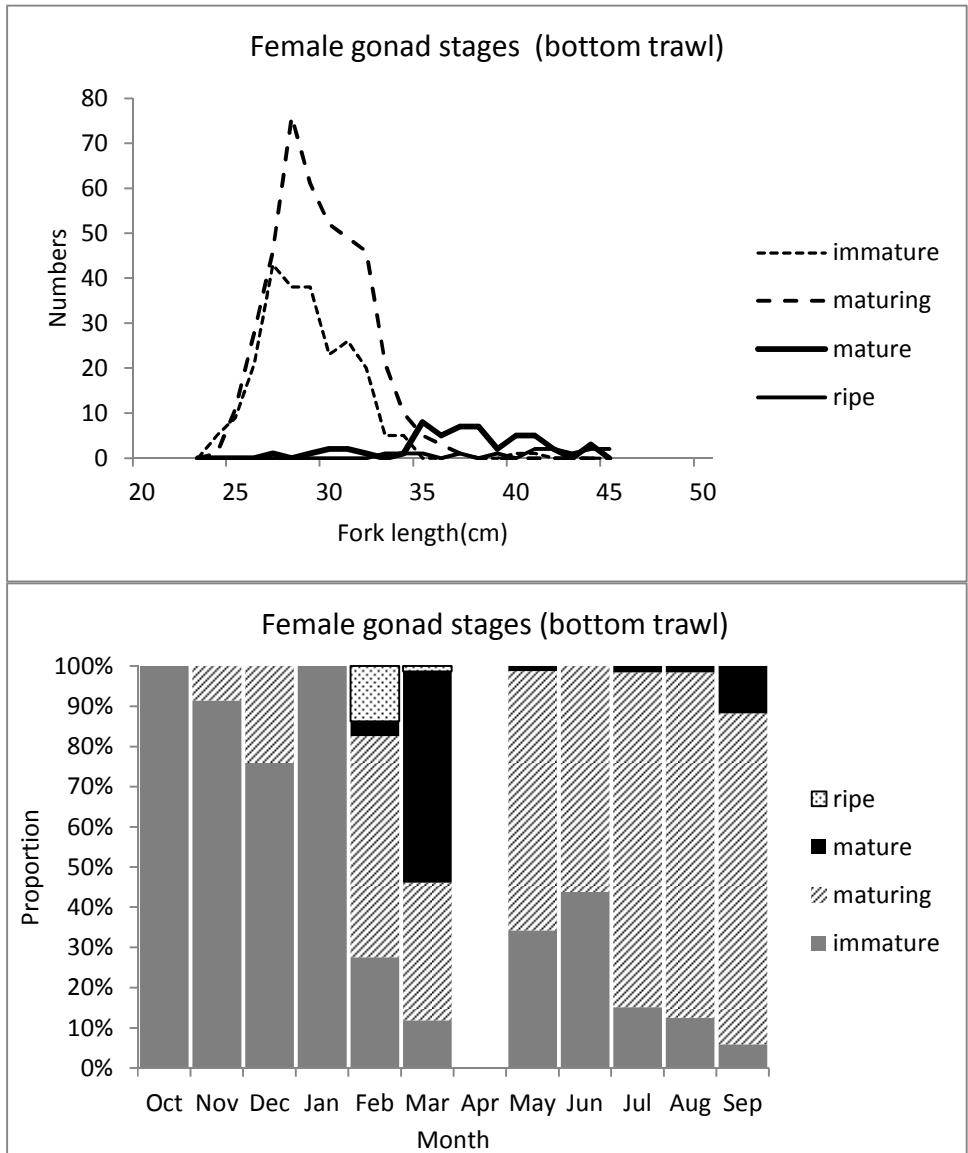 Female gonad stages (bottom trawl)
80
70
60
50
40
30
20
10
0
Numbers
20 25 30 35 40 45 50
Fork length(cm)
immature
maturing
mature
ripe
Female gonad stages (bottom trawl)
100%
90%
80%
70%
60%
50%
40%
30%
20%
10%
0%
Proportion
Oct Nov Dec Jan Feb Mar Apr May Jun Jul Aug Sep
Month
ripe
mature
maturing
immature